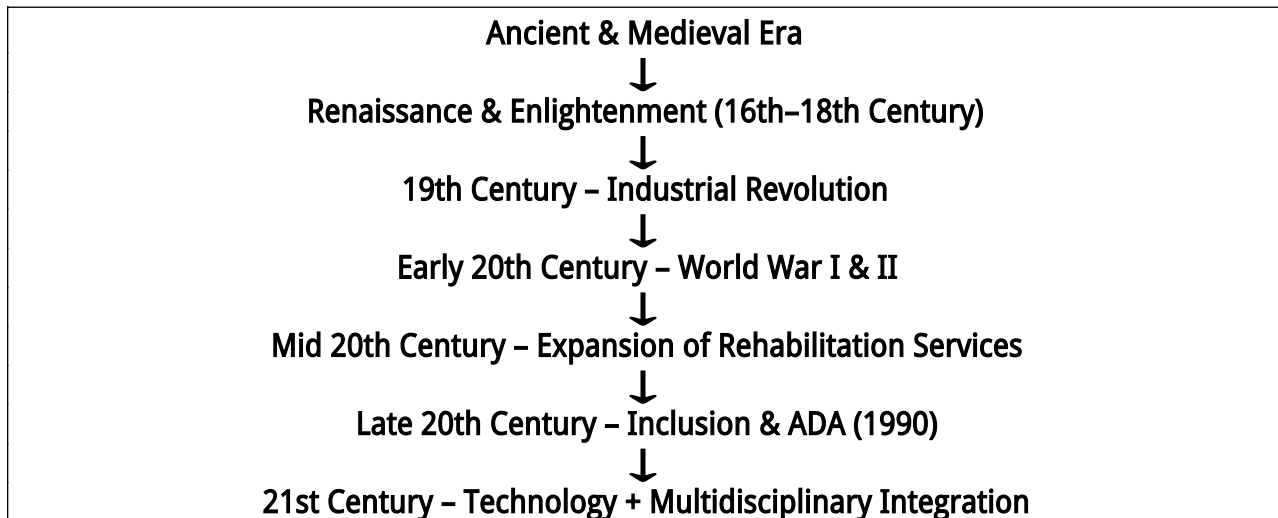 Ancient & Medieval Era
↓
Renaissance & Enlightenment (16th–18th Century)
↓
19th Century – Industrial Revolution
↓
Early 20th Century – World War I & II
↓
Mid 20th Century – Expansion of Rehabilitation Services
↓
Late 20th Century – Inclusion & ADA (1990)
↓
21st Century – Technology + Multidisciplinary Integration